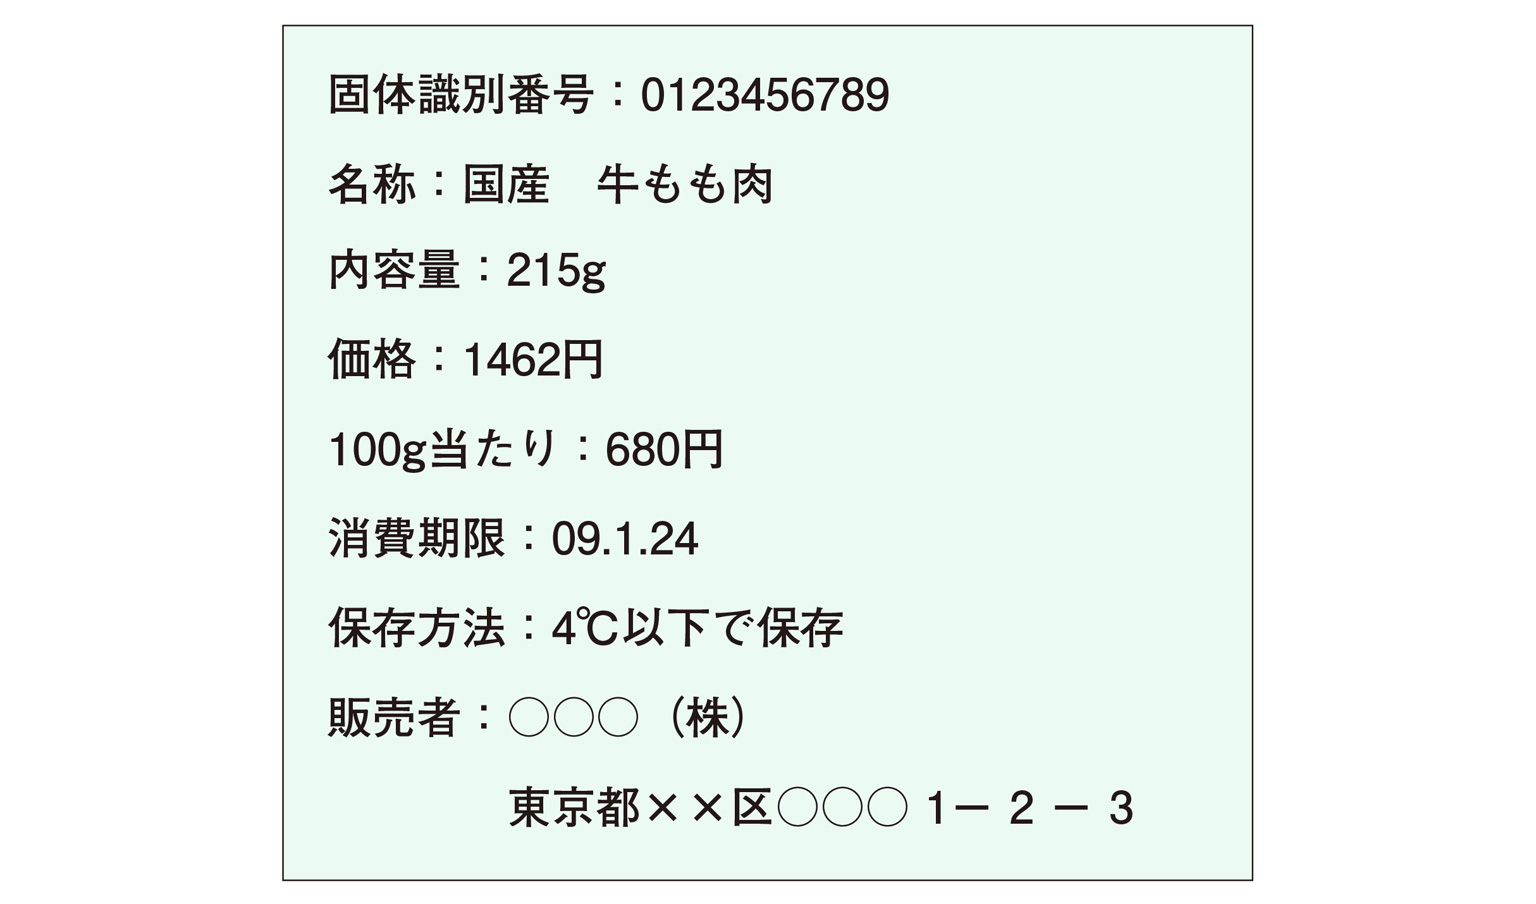 固体識別番号：0123456789
名称：国産　牛もも肉
内容量：215g
価格：1462円
100g当たり：680円
消費期限：09.1.24
保存方法：4℃以下で保存
販売者：○○○（株）
東京都××区○○○ 1－ 2 － 3